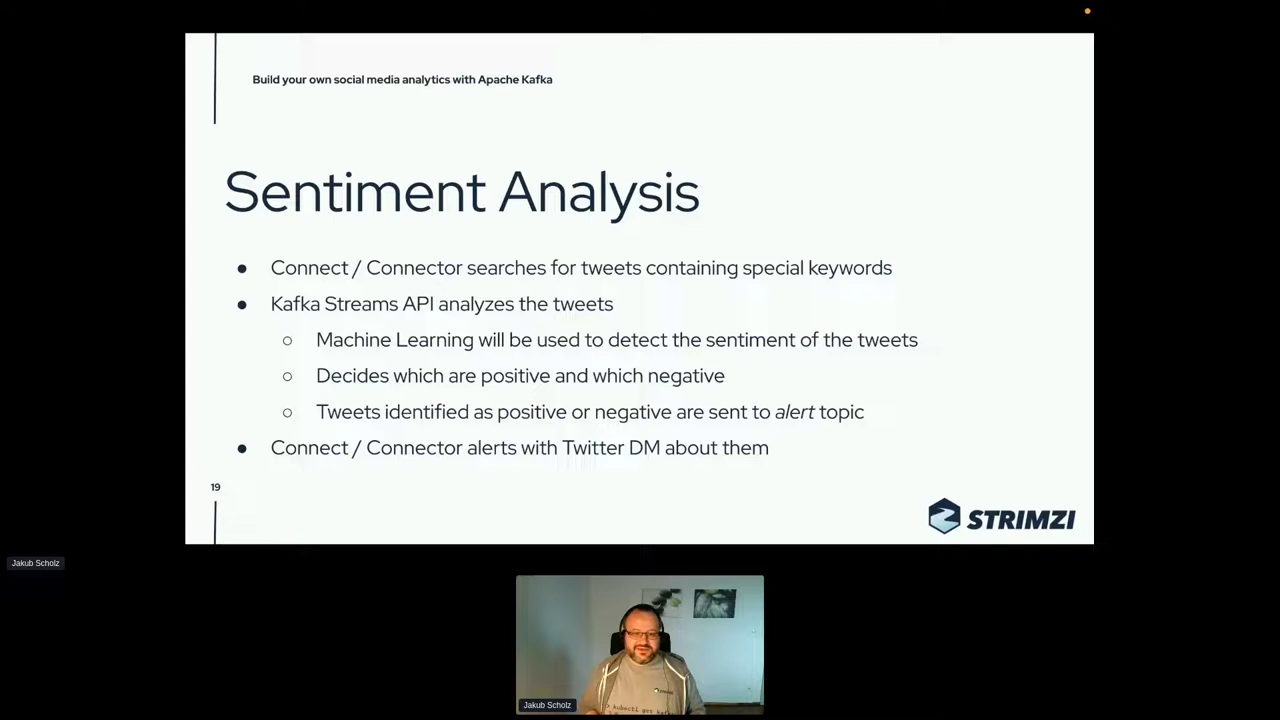 Build your own social media analytics with Apache Kafka
Sentiment Analysis
● Connect / Connector searches for tweets containing special keywords
● Kafka Streams API analyzes the tweets
○ Machine Learning will be used to detect the sentiment of the tweets
○ Decides which are positive and which negative
○ Tweets identified as positive or negative are sent to alert topic
● Connect / Connector alerts with Twitter DM about them
19
STRIMZI
Jakub Scholz
> kubectl get
Jakub Scholz